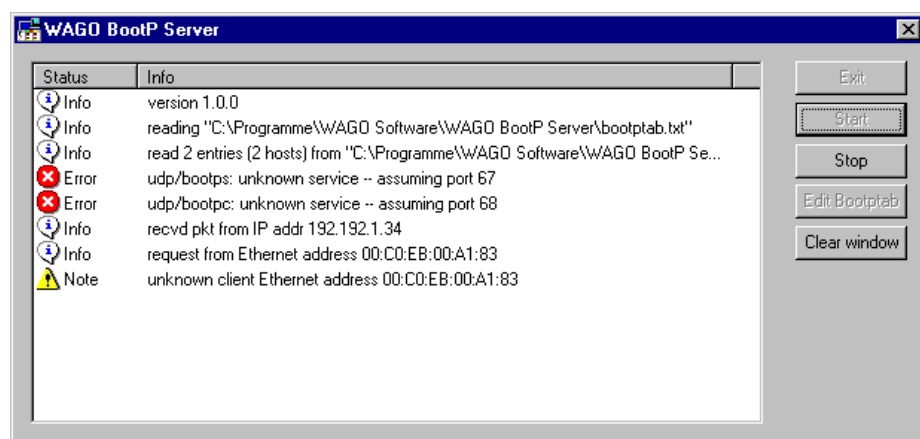 WAGO BootP Server
Status Info
Info version 1.0.0
Info reading "C:\Programme\WAGO Software\WAGO BootP Server\bootptab.txt"
Info read 2 entries (2 hosts) from "C:\Programme\WAGO Software\WAGO BootP Se...
Error udp/bootps: unknown service -- assuming port 67
Error udp/bootpc: unknown service -- assuming port 68
Info recvd pkt from IP addr 192.192.1.34
Info request from Ethernet address 00:C0:EB:00:A1:83
Note unknown client Ethernet address 00:C0:EB:00:A1:83
Exit
Start
Stop
Edit Bootptab
Clear window